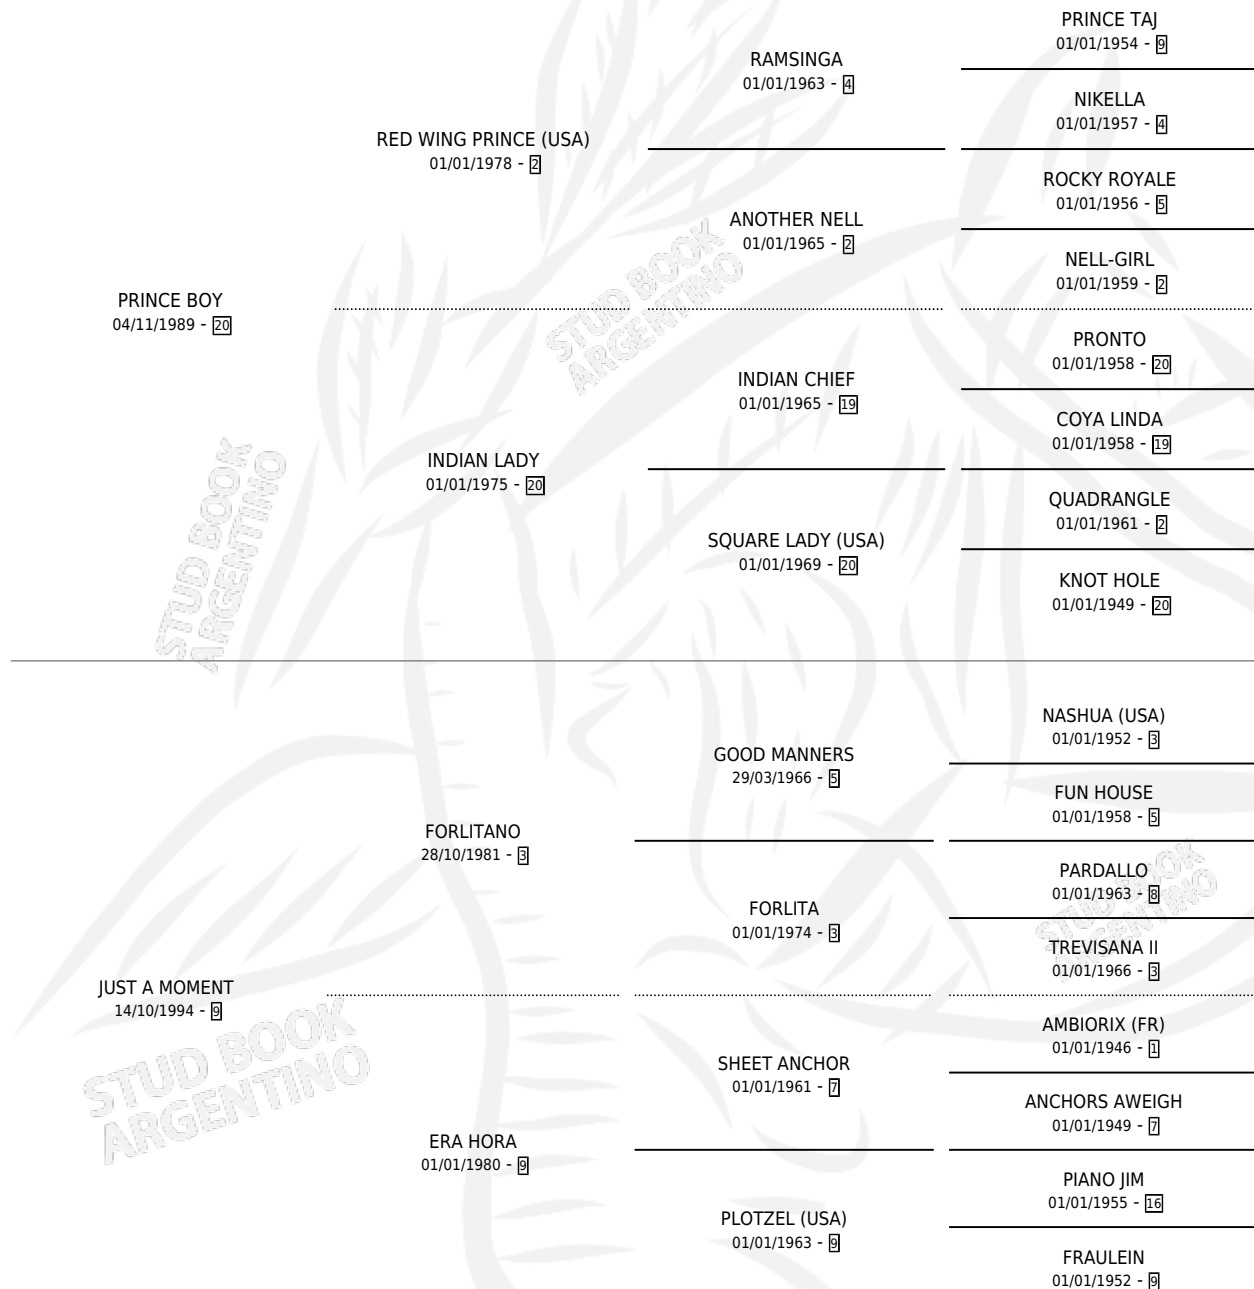 PRINCE TAJ
01/01/1954 - 9
RAMSINGA
01/01/1963 - 4
NIKELLA
01/01/1957 - 4
RED WING PRINCE (USA)
01/01/1978 - 2
ROCKY ROYALE
01/01/1956 - 5
ANOTHER NELL
01/01/1965 - 2
NELL-GIRL
01/01/1959 - 2
PRINCE BOY
04/11/1989 - 20
PRONTO
01/01/1958 - 20
INDIAN CHIEF
01/01/1965 - 19
COYA LINDA
01/01/1958 - 19
INDIAN LADY
01/01/1975 - 20
QUADRANGLE
01/01/1961 - 2
SQUARE LADY (USA)
01/01/1969 - 20
KNOT HOLE
01/01/1949 - 20
NASHUA (USA)
01/01/1952 - 3
GOOD MANNERS
29/03/1966 - 5
FUN HOUSE
01/01/1958 - 5
FORLITANO
28/10/1981 - 3
PARDALLO
01/01/1963 - 8
FORLITA
01/01/1974 - 3
TREVISANA II
01/01/1966 - 3
JUST A MOMENT
14/10/1994 - 9
AMBIORIX (FR)
01/01/1946 - 1
SHEET ANCHOR
01/01/1961 - 7
ANCHORS AWEIGH
01/01/1949 - 7
ERA HORA
01/01/1980 - 9
PIANO JIM
01/01/1955 - 16
PLOTZEL (USA)
01/01/1963 - 9
FRAULEIN
01/01/1952 - 9
STUD BOOK
ARGENTINO
STUD BOOK
ARGENTINO
STUD BOOK
ARGENTINO
STUD BOOK
ARGENTINO